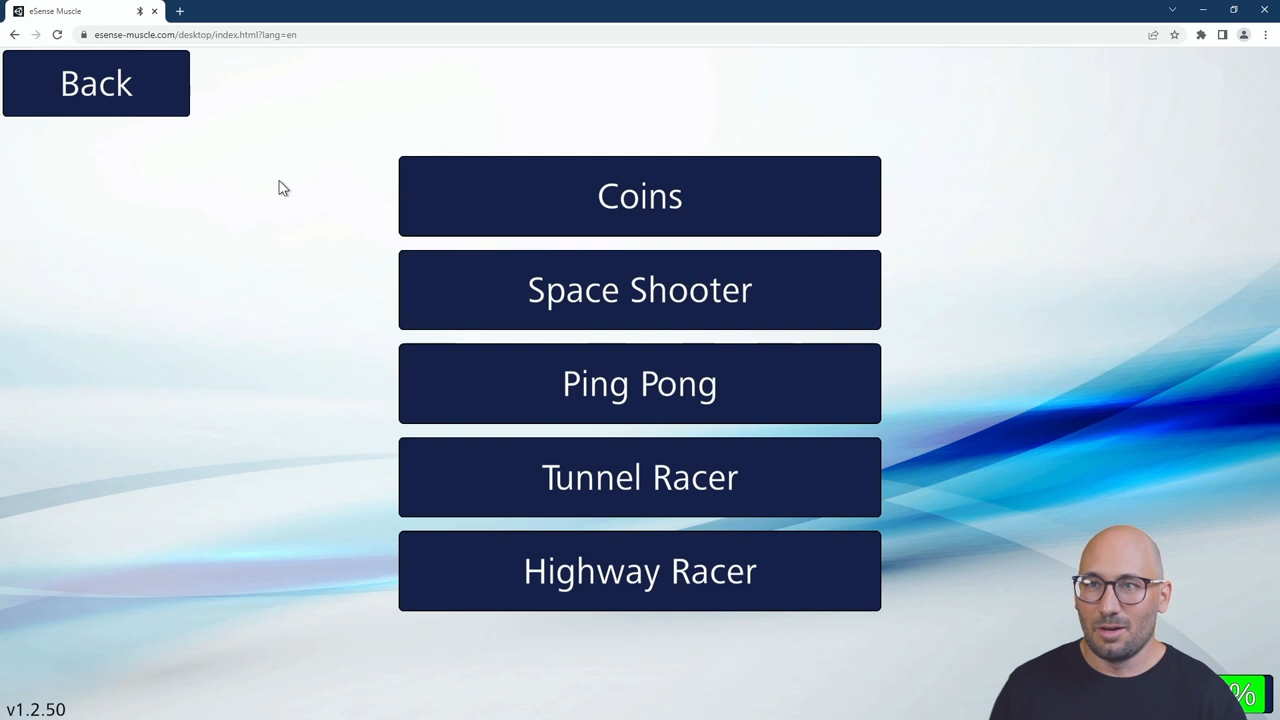 eSense Muscle
esense-muscle.com/desktop/index.html?lang=en
Back
Coins
Space Shooter
Ping Pong
Tunnel Racer
Highway Racer
%
v1.2.50